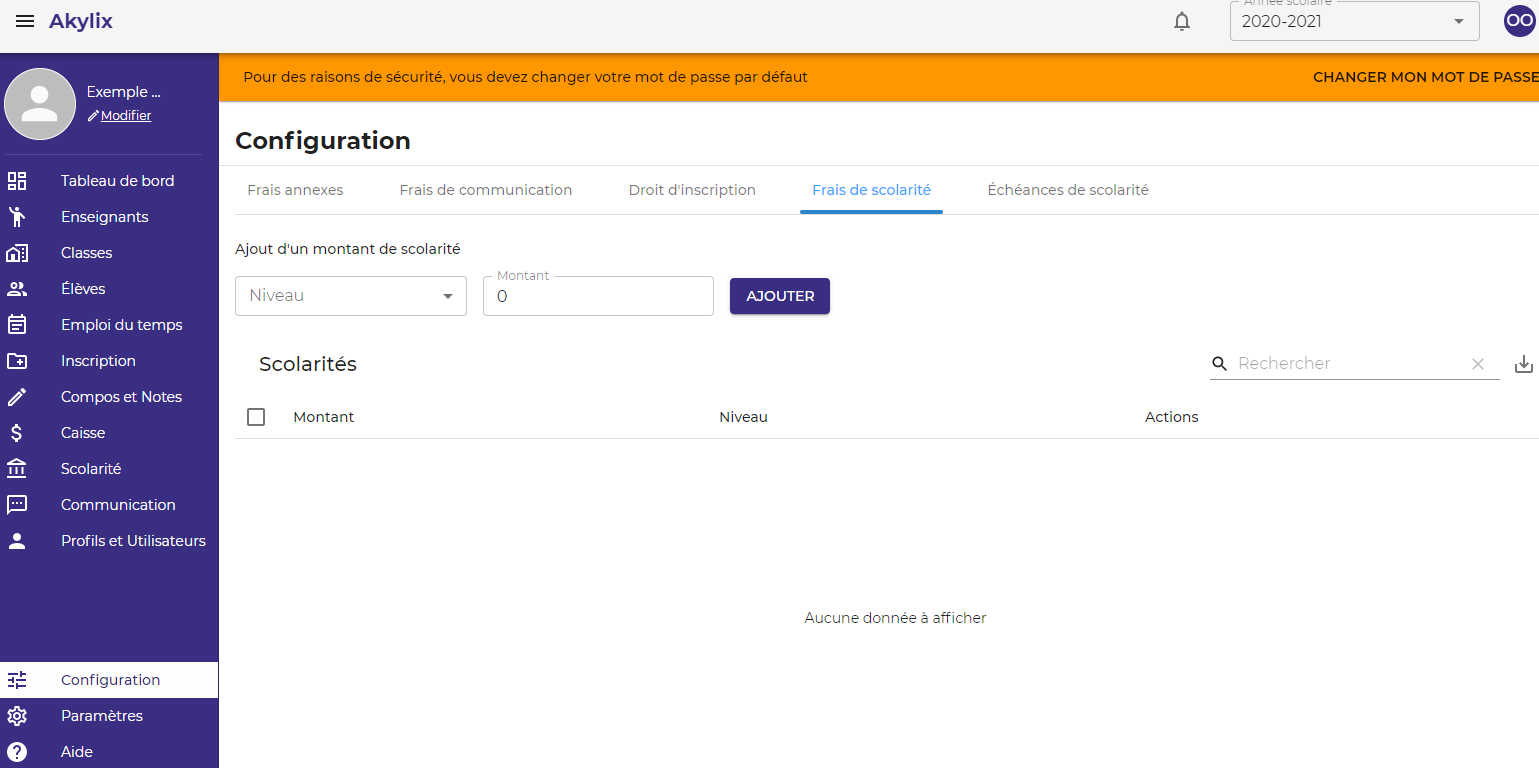 Akylix
Année scolaire
2020-2021
OO
Exemple ...
Modifier
Tableau de bord
Enseignants
Classes
Élèves
Emploi du temps
Inscription
Compos et Notes
Caisse
Scolarité
Communication
Profils et Utilisateurs
Configuration
Paramètres
Aide
Pour des raisons de sécurité, vous devez changer votre mot de passe par défaut
CHANGER MON MOT DE PASSE
Configuration
Frais annexes
Frais de communication
Droit d'inscription
Frais de scolarité
Échéances de scolarité
Ajout d'un montant de scolarité
Niveau
Montant
0
AJOUTER
Scolarités
Rechercher
Montant
Niveau
Actions
Aucune donnée à afficher